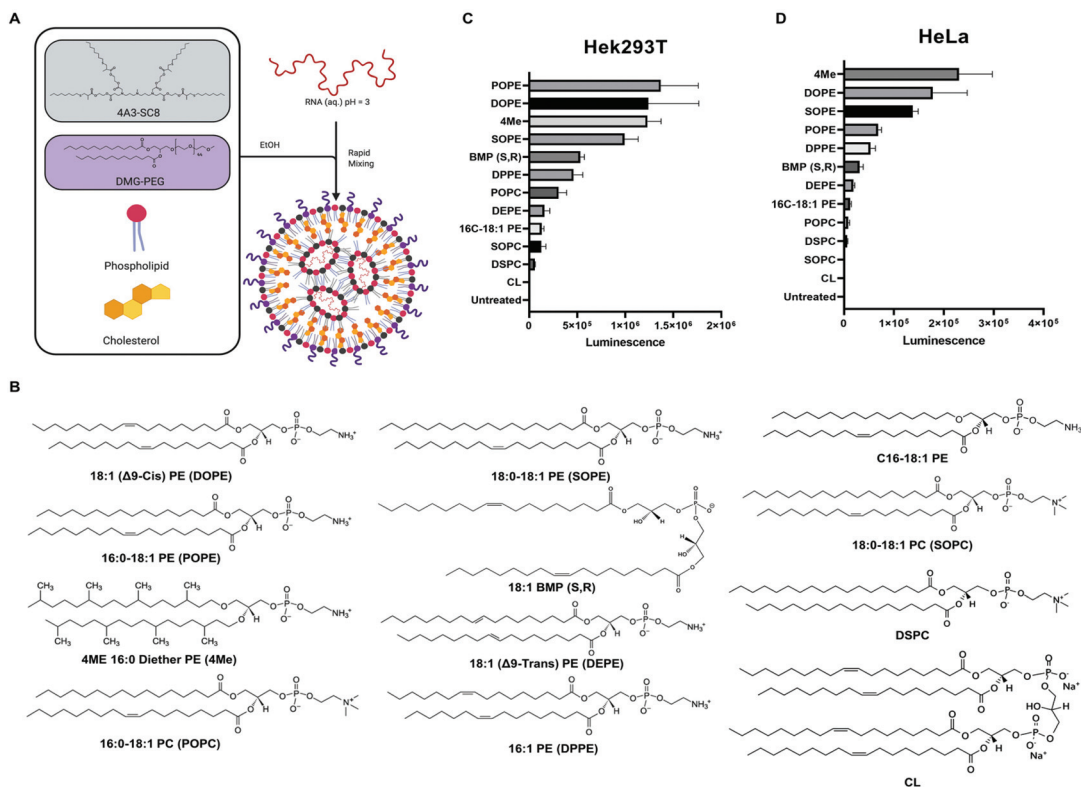 A
4A3-SC8
DMG-PEG
Phospholipid
Cholesterol
RNA (aq.) pH = 3
EtOH
Rapid
Mixing
C
Hek293T
POPE
DOPE
4Me
SOPE
BMP (S,R)
DPPE
POPC
DEPE
16C-18:1 PE
SOPC
DSPC
CL
Untreated
0
5×10⁵
1×10⁶
1.5×10⁶
2×10⁶
Luminescence
D
HeLa
4Me
DOPE
SOPE
POPE
DPPE
BMP (S,R)
DEPE
16C-18:1 PE
POPC
DSPC
SOPC
CL
Untreated
0
1×10⁵
2×10⁵
3×10⁵
4×10⁵
Luminescence
B
18:1 (Δ9-Cis) PE (DOPE)
16:0-18:1 PE (POPE)
4ME 16:0 Diether PE (4Me)
16:0-18:1 PC (POPC)
18:0-18:1 PE (SOPE)
18:1 BMP (S,R)
18:1 (Δ9-Trans) PE (DEPE)
16:1 PE (DPPE)
C16-18:1 PE
18:0-18:1 PC (SOPC)
DSPC
CL